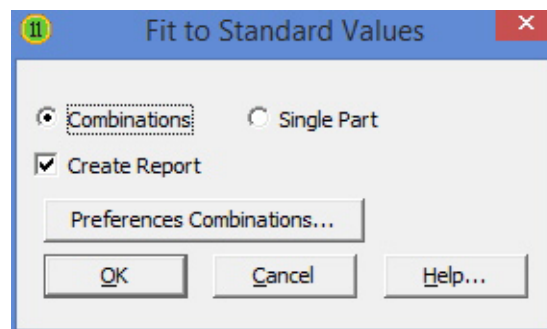 11 Fit to Standard Values
Combinations Single Part
Create Report
Preferences Combinations...
OK Cancel Help...